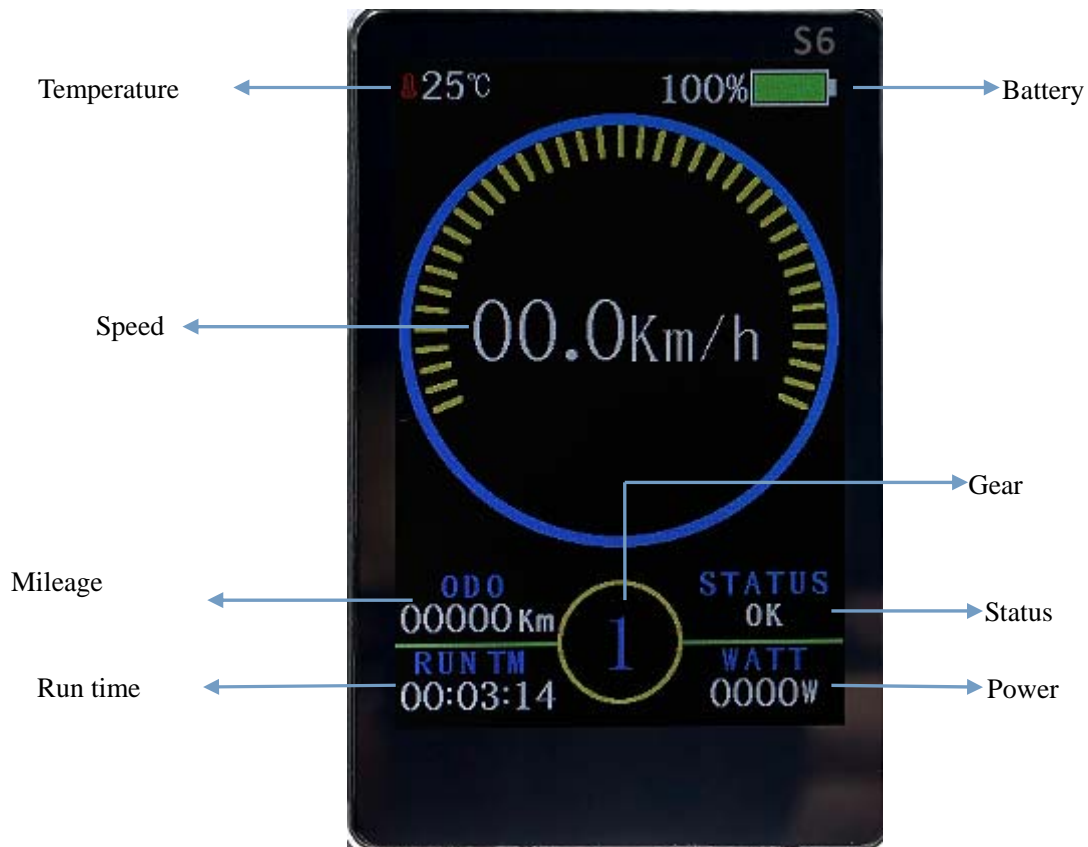 S6
Temperature
25℃
100%
Battery
Speed
00.0Km/h
Gear
Mileage
ODO
00000Km
STATUS
OK
Status
1
Run time
RUN TM
00:03:14
WATT
0000W
Power